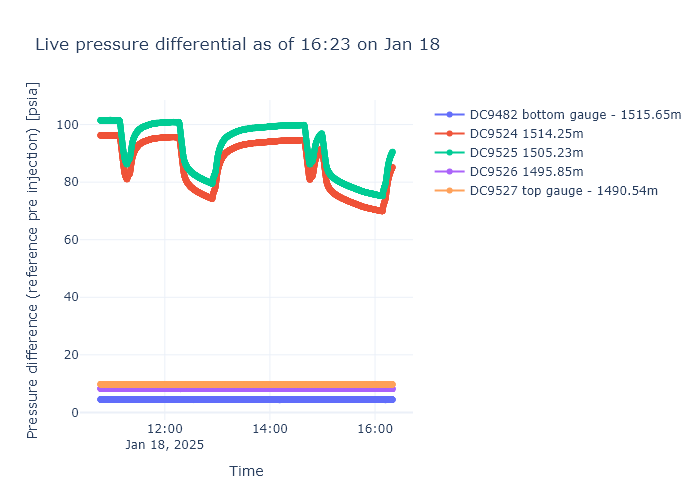 Live pressure differential as of 16:23 on Jan 18
Pressure difference (reference pre injection) [psia]
100
80
60
40
20
0
12:00
Jan 18, 2025
14:00
16:00
Time
DC9482 bottom gauge - 1515.65m
DC9524 1514.25m
DC9525 1505.23m
DC9526 1495.85m
DC9527 top gauge - 1490.54m